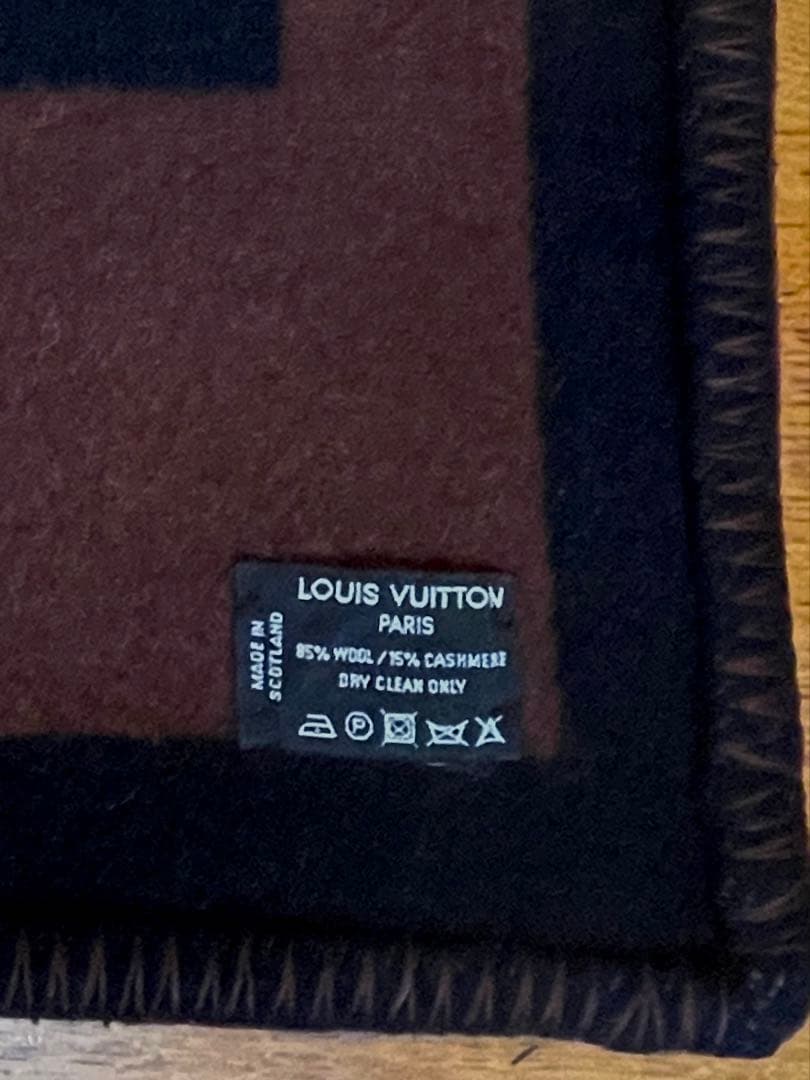 LOUIS VUITTON
PARIS
85% WOOL / 15% CASHMERE
DRY CLEAN ONLY
MADE IN
SCOTLAND
P